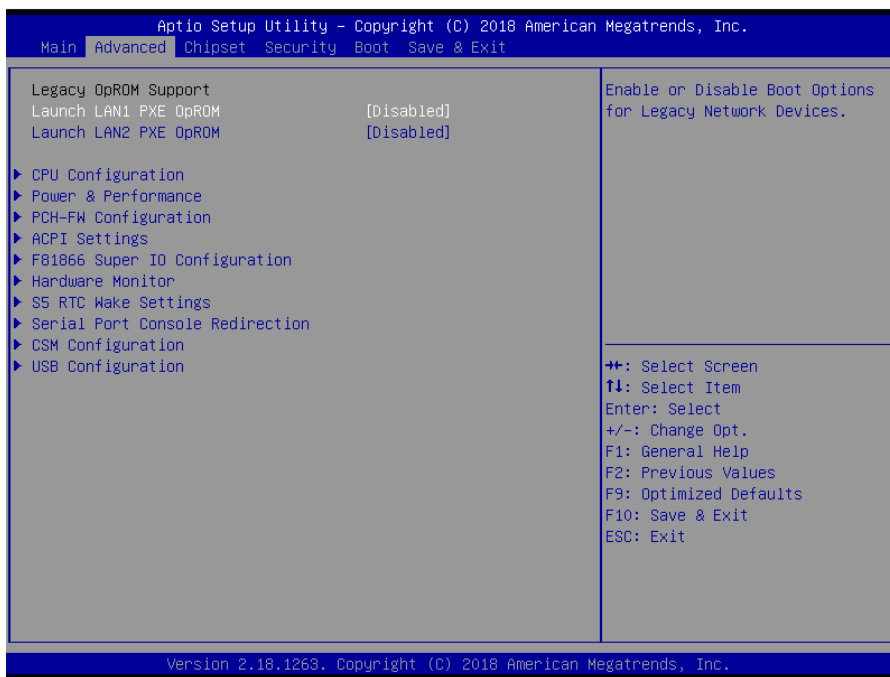 Aptio Setup Utility – Copyright (C) 2018 American Megatrends, Inc.
Main Advanced Chipset Security Boot Save & Exit
Legacy OpROM Support
Launch LAN1 PXE OpROM [Disabled]
Launch LAN2 PXE OpROM [Disabled]
CPU Configuration
Power & Performance
PCH-FW Configuration
ACPI Settings
F81866 Super IO Configuration
Hardware Monitor
S5 RTC Wake Settings
Serial Port Console Redirection
CSM Configuration
USB Configuration
Enable or Disable Boot Options
for Legacy Network Devices.
→←: Select Screen
↑↓: Select Item
Enter: Select
+/-: Change Opt.
F1: General Help
F2: Previous Values
F9: Optimized Defaults
F10: Save & Exit
ESC: Exit
Version 2.18.1263. Copyright (C) 2018 American Megatrends, Inc.